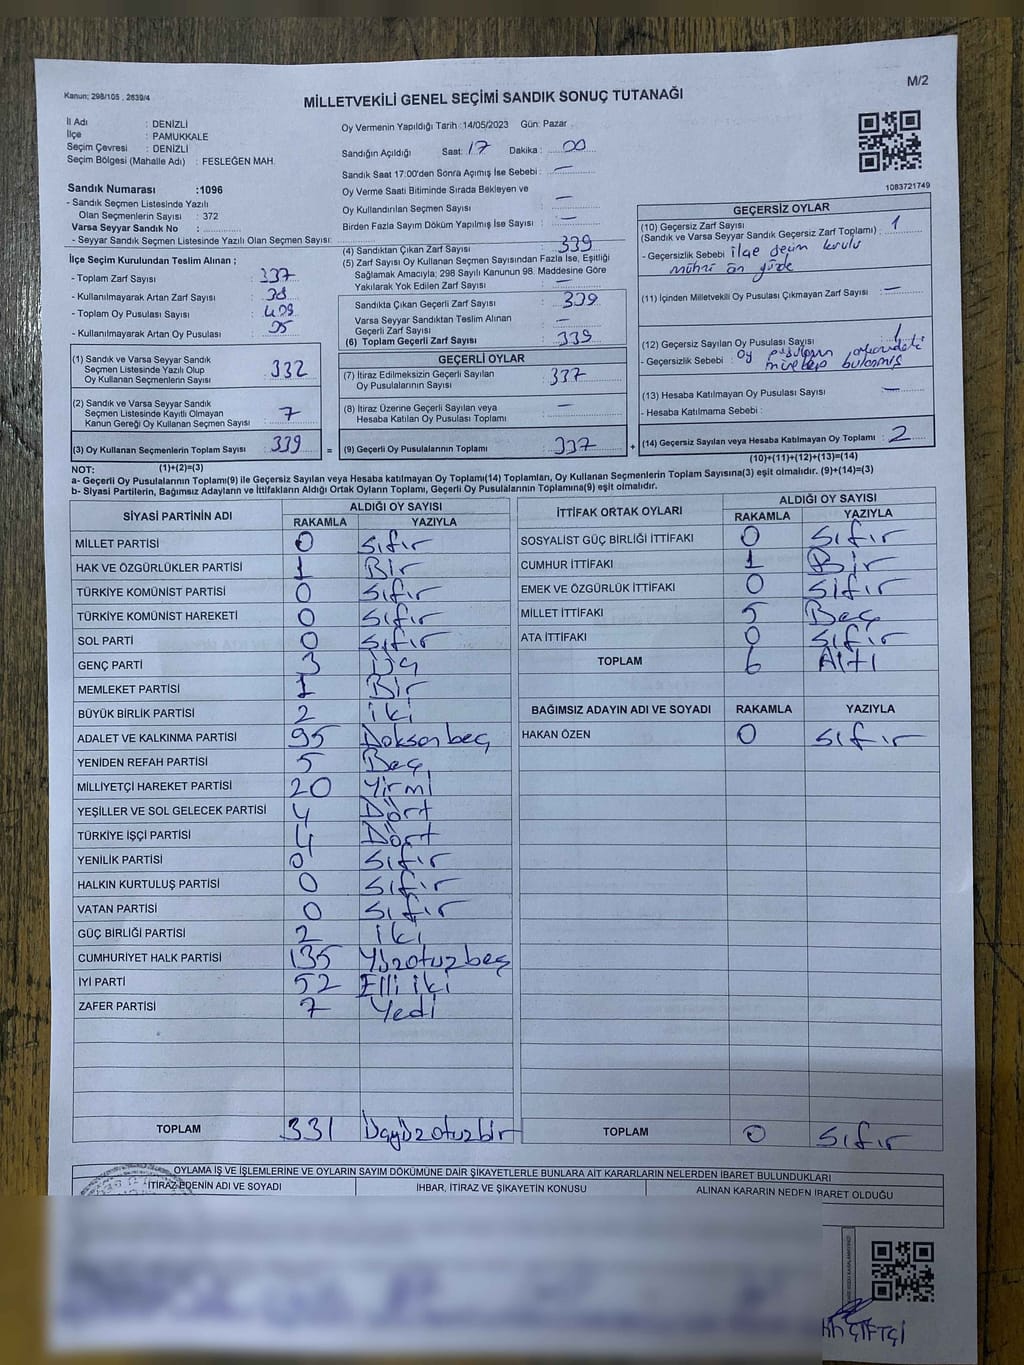 M/2
Kanun; 298/105 , 2839/4
MİLLETVEKİLİ GENEL SEÇİMİ SANDIK SONUÇ TUTANAĞI
İl Adı : DENİZLİ
İlçe : PAMUKKALE
Seçim Çevresi : DENİZLİ
Seçim Bölgesi (Mahalle Adı) : FESLEĞEN MAH.
Sandık Numarası :1096
- Sandık Seçmen Listesinde Yazılı
Olan Seçmenlerin Sayısı : 372
Varsa Seyyar Sandık No :
- Seyyar Sandık Seçmen Listesinde Yazılı Olan Seçmen Sayısı:
İlçe Seçim Kurulundan Teslim Alınan ;
- Toplam Zarf Sayısı : 337
- Kullanılmayarak Artan Zarf Sayısı :
- Toplam Oy Pusulası Sayısı :
- Kullanılmayarak Artan Oy Pusulası :
(1) Sandık ve Varsa Seyyar Sandık
Seçmen Listesinde Yazılı Olup
Oy Kullanan Seçmenlerin Sayısı : 332
(2) Sandık ve Varsa Seyyar Sandık
Seçmen Listesinde Kayıtlı Olmayan
Kanun Gereği Oy Kullanan Seçmen Sayısı : 7
(3) Oy Kullanan Seçmenlerin Toplam Sayısı : 339
Oy Vermenin Yapıldığı Tarih :14/05/2023 Gün: Pazar
Sandığın Açıldığı Saat: 17 Dakika : 00
Sandık Saat 17:00'den Sonra Açımış İse Sebebi : —
Oy Verme Saati Bitiminde Sırada Bekleyen ve
Oy Kullandırılan Seçmen Sayısı : —
Birden Fazla Sayım Döküm Yapılmış İse Sayısı : —
(4) Sandıktan Çıkan Zarf Sayısı : 339
(5) Zarf Sayısı Oy Kullanan Seçmen Sayısından Fazla İse, Eşitliği
Sağlamak Amacıyla; 298 Sayılı Kanunun 98. Maddesine Göre
Yakılarak Yok Edilen Zarf Sayısı : —
Sandıkta Çıkan Geçerli Zarf Sayısı : 339
Varsa Seyyar Sandıktan Teslim Alınan
Geçerli Zarf Sayısı : —
(6) Toplam Geçerli Zarf Sayısı : 339
GEÇERLİ OYLAR
(7) İtiraz Edilmeksizin Geçerli Sayılan
Oy Pusulalarının Sayısı : 337
(8) İtiraz Üzerine Geçerli Sayılan veya
Hesaba Katılan Oy Pusulası Toplamı : —
= (9) Geçerli Oy Pusulalarının Toplamı : 337
1083721749
GEÇERSİZ OYLAR
(10) Geçersiz Zarf Sayısı : 1
(Sandık ve Varsa Seyyar Sandık Geçersiz Zarf Toplamı)
- Geçersizlik Sebebi : ilçe seçim kurulu
mührü ön yüzde
(11) İçinden Milletvekili Oy Pusulası Çıkmayan Zarf Sayısı : —
(12) Geçersiz Sayılan Oy Pusulası Sayısı : 1
- Geçersizlik Sebebi : oy
(13) Hesaba Katılmayan Oy Pusulası Sayısı : —
- Hesaba Katılmama Sebebi :
+ (14) Geçersiz Sayılan veya Hesaba Katılmayan Oy Toplamı : 2
NOT: (1)+(2)=(3) (10)+(11)+(12)+(13)=(14)
a- Geçerli Oy Pusulalarının Toplamı(9) ile Geçersiz Sayılan veya Hesaba katılmayan Oy Toplamı(14) Toplamları, Oy Kullanan Seçmenlerin Toplam Sayısına(3) eşit olmalıdır. (9)+(14)=(3)
b- Siyasi Partilerin, Bağımsız Adayların ve İttifakların Aldığı Ortak Oyların Toplamı, Geçerli Oy Pusulalarının Toplamına(9) eşit olmalıdır.
SİYASİ PARTİNİN ADI ALDIĞI OY SAYISI
RAKAMLA YAZIYLA
MİLLET PARTİSİ 0 Sıfır
HAK VE ÖZGÜRLÜKLER PARTİSİ 1 Bir
TÜRKİYE KOMÜNİST PARTİSİ 0 Sıfır
TÜRKİYE KOMÜNİST HAREKETİ 0 Sıfır
SOL PARTİ 0 Sıfır
GENÇ PARTİ 3 Üç
MEMLEKET PARTİSİ 1 Bir
BÜYÜK BİRLİK PARTİSİ 2 iki
ADALET VE KALKINMA PARTİSİ 95 Doksanbeş
YENİDEN REFAH PARTİSİ 5 Beş
MİLLİYETÇİ HAREKET PARTİSİ 20 Yirmi
YEŞİLLER VE SOL GELECEK PARTİSİ 4 Dört
TÜRKİYE İŞÇİ PARTİSİ 4 Dört
YENİLİK PARTİSİ 0 Sıfır
HALKIN KURTULUŞ PARTİSİ 0 Sıfır
VATAN PARTİSİ 0 Sıfır
GÜÇ BİRLİĞİ PARTİSİ 2 iki
CUMHURİYET HALK PARTİSİ 135 Yüzotuzbeş
İYİ PARTİ 52 Elli iki
ZAFER PARTİSİ 7 Yedi
TOPLAM 331 Üçyüzotuzbir
İTTİFAK ORTAK OYLARI ALDIĞI OY SAYISI
RAKAMLA YAZIYLA
SOSYALİST GÜÇ BİRLİĞİ İTTİFAKI 0 Sıfır
CUMHUR İTTİFAKI 1 Bir
EMEK VE ÖZGÜRLÜK İTTİFAKI 0 Sıfır
MİLLET İTTİFAKI 5 Beş
ATA İTTİFAKI 0 Sıfır
TOPLAM 6 Altı
BAĞIMSIZ ADAYIN ADI VE SOYADI RAKAMLA YAZIYLA
HAKAN ÖZEN 0 Sıfır
TOPLAM 0 Sıfır
OYLAMA İŞ VE İŞLEMLERİNE VE OYLARIN SAYIM DÖKÜMÜNE DAİR ŞİKAYETLERLE BUNLARA AİT KARARLARIN NELERDEN İBARET BULUNDUKLARI
İTİRAZ EDENİN ADI VE SOYADI İHBAR, İTİRAZ VE ŞİKAYETİN KONUSU ALINAN KARARIN NEDEN İBARET OLDUĞU
ÇİFTÇİ